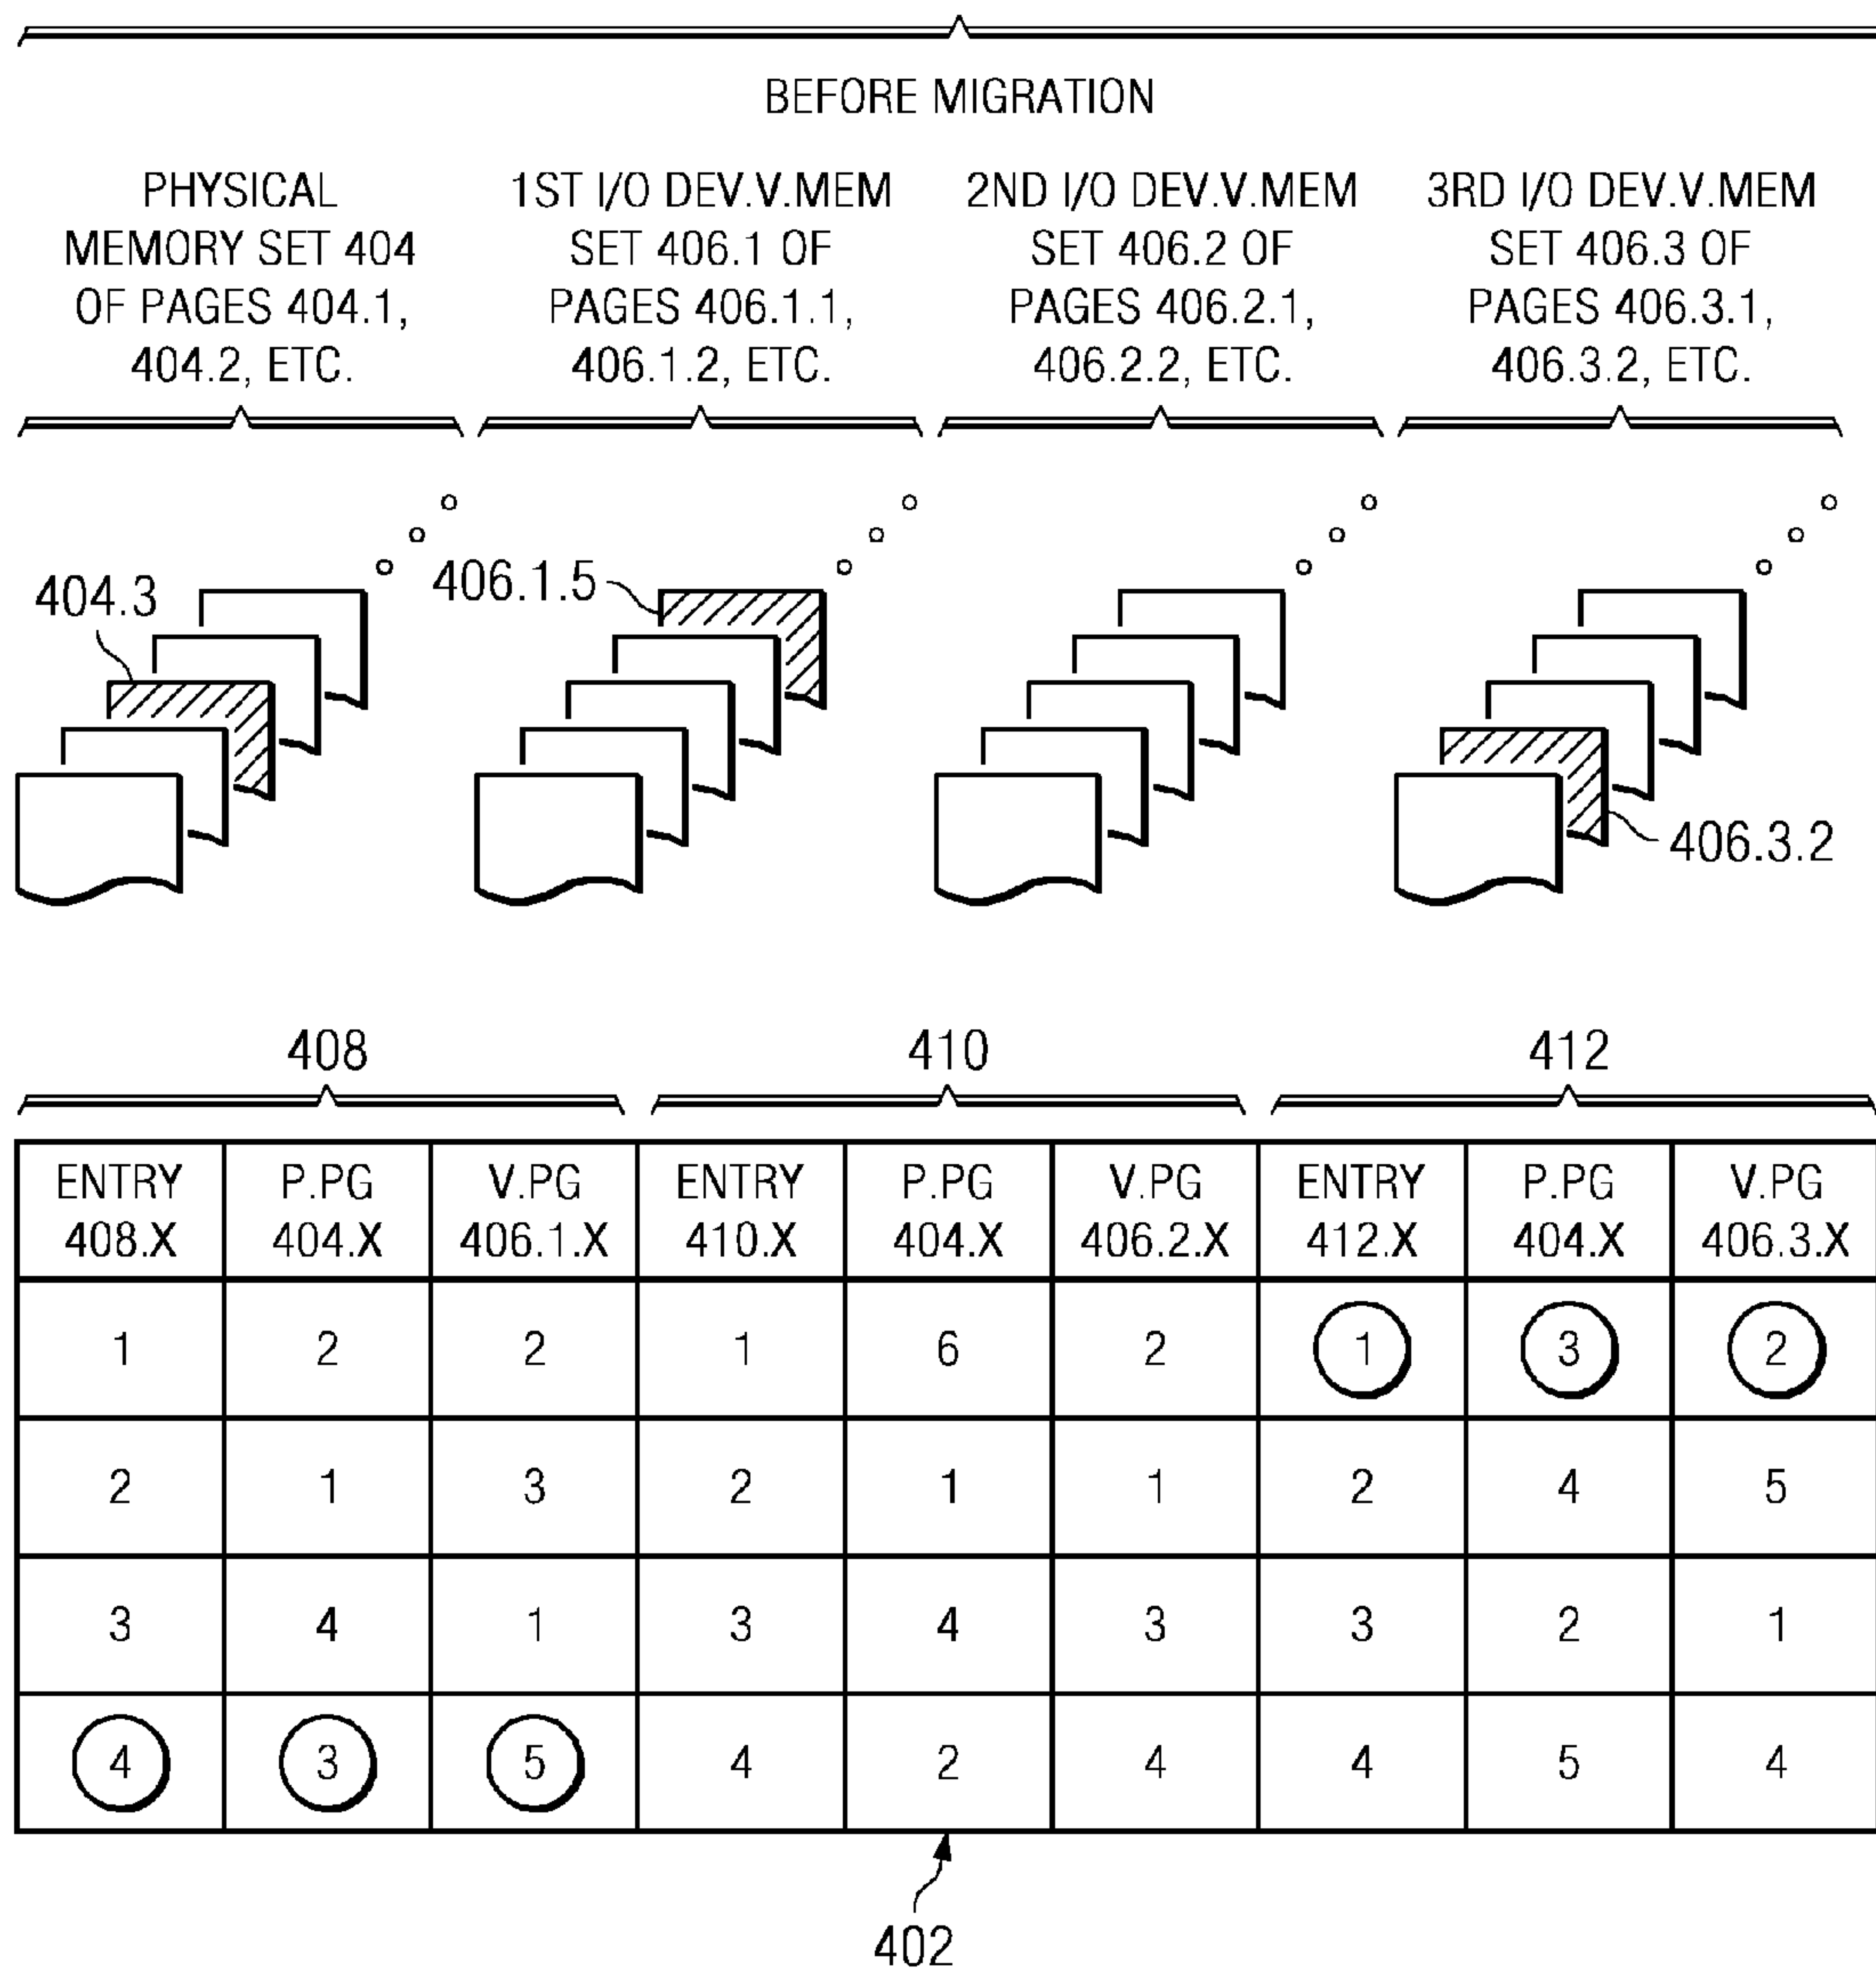 BEFORE MIGRATION
PHYSICAL
MEMORY SET 404
OF PAGES 404.1,
404.2, ETC.
1ST I/O DEV.V.MEM
SET 406.1 OF
PAGES 406.1.1,
406.1.2, ETC.
2ND I/O DEV.V.MEM
SET 406.2 OF
PAGES 406.2.1,
406.2.2, ETC.
3RD I/O DEV.V.MEM
SET 406.3 OF
PAGES 406.3.1,
406.3.2, ETC.
404.3
406.1.5
406.3.2
408 410 412
ENTRY 408.X P.PG 404.X V.PG 406.1.X ENTRY 410.X P.PG 404.X V.PG 406.2.X ENTRY 412.X P.PG 404.X V.PG 406.3.X
1 2 2 1 6 2 1 3 2
2 1 3 2 1 1 2 4 5
3 4 1 3 4 3 3 2 1
4 3 5 4 2 4 4 5 4
402